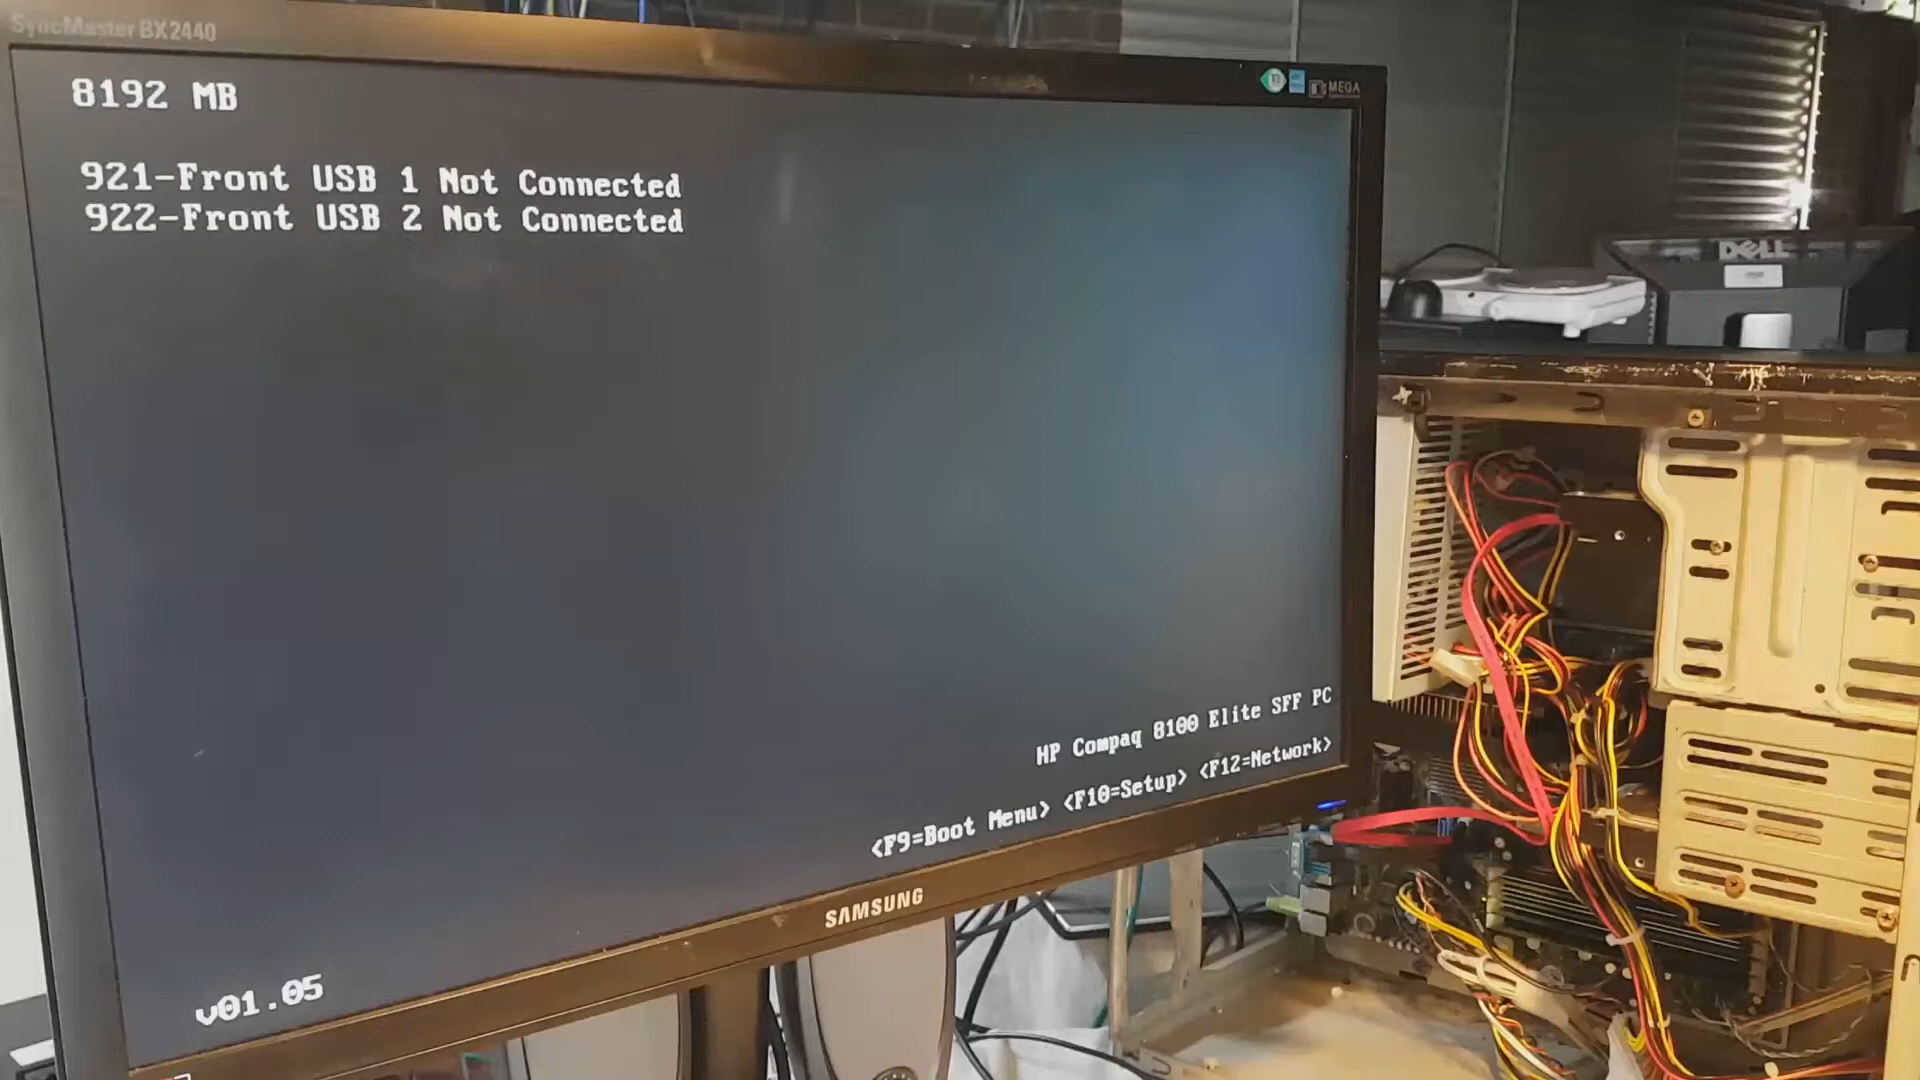 SyncMaster BX2440
MEGA
8192 MB
921-Front USB 1 Not Connected
922-Front USB 2 Not Connected
DELL
HP Compaq 8100 Elite SFF PC
<F9=Boot Menu> <F10=Setup> <F12=Network>
SAMSUNG
v01.05